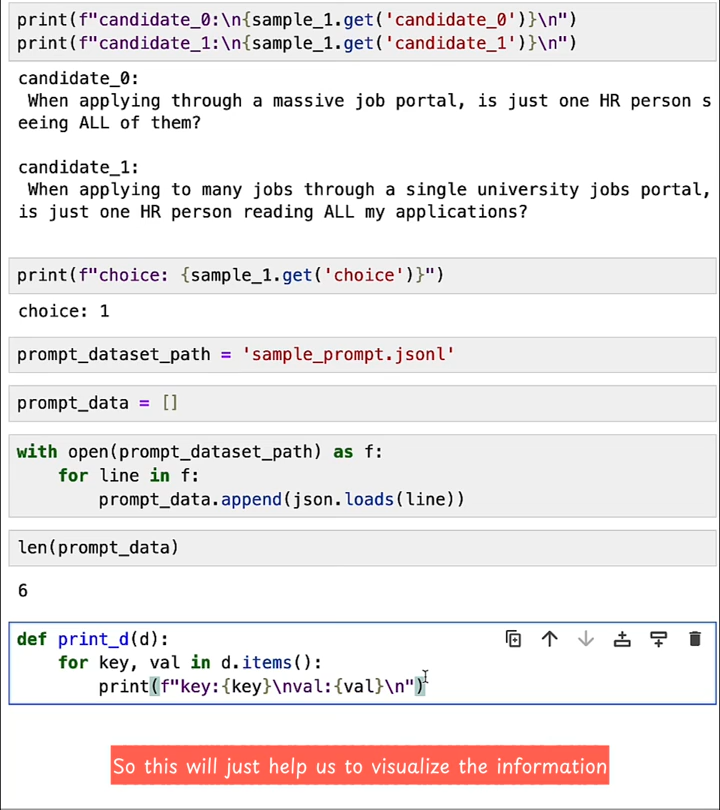 print(f"candidate_0:\n{sample_1.get('candidate_0')}\n")
print(f"candidate_1:\n{sample_1.get('candidate_1')}\n")
candidate_0:
 When applying through a massive job portal, is just one HR person s
eeing ALL of them?
candidate_1:
 When applying to many jobs through a single university jobs portal,
is just one HR person reading ALL my applications?
print(f"choice: {sample_1.get('choice')}")
choice: 1
prompt_dataset_path = 'sample_prompt.jsonl'
prompt_data = []
with open(prompt_dataset_path) as f:
    for line in f:
        prompt_data.append(json.loads(line))
len(prompt_data)
6
def print_d(d):
    for key, val in d.items():
        print(f"key:{key}\nval:{val}\n")
So this will just help us to visualize the information